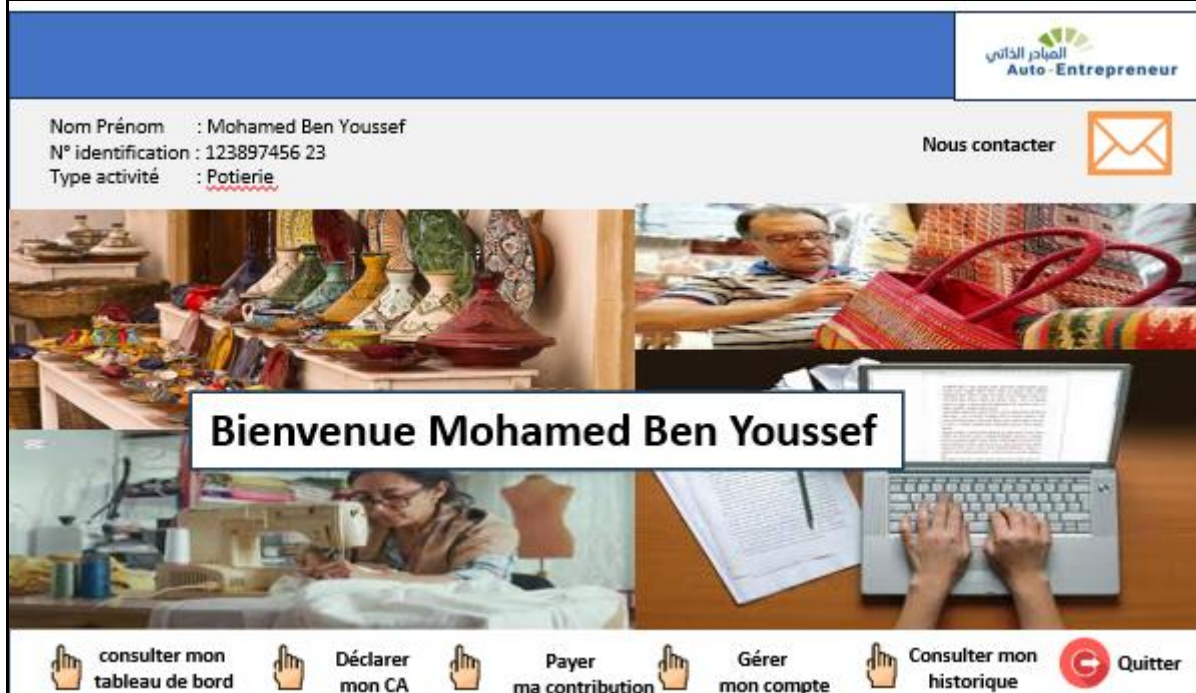 المبادر الذاتي
Auto-Entrepreneur
Nom Prénom : Mohamed Ben Youssef
N° identification : 123897456 23
Type activité : Potierie
Nous contacter
Bienvenue Mohamed Ben Youssef
consulter mon
tableau de bord
Déclarer
mon CA
Payer
ma contribution
Gérer
mon compte
Consulter mon
historique
Quitter